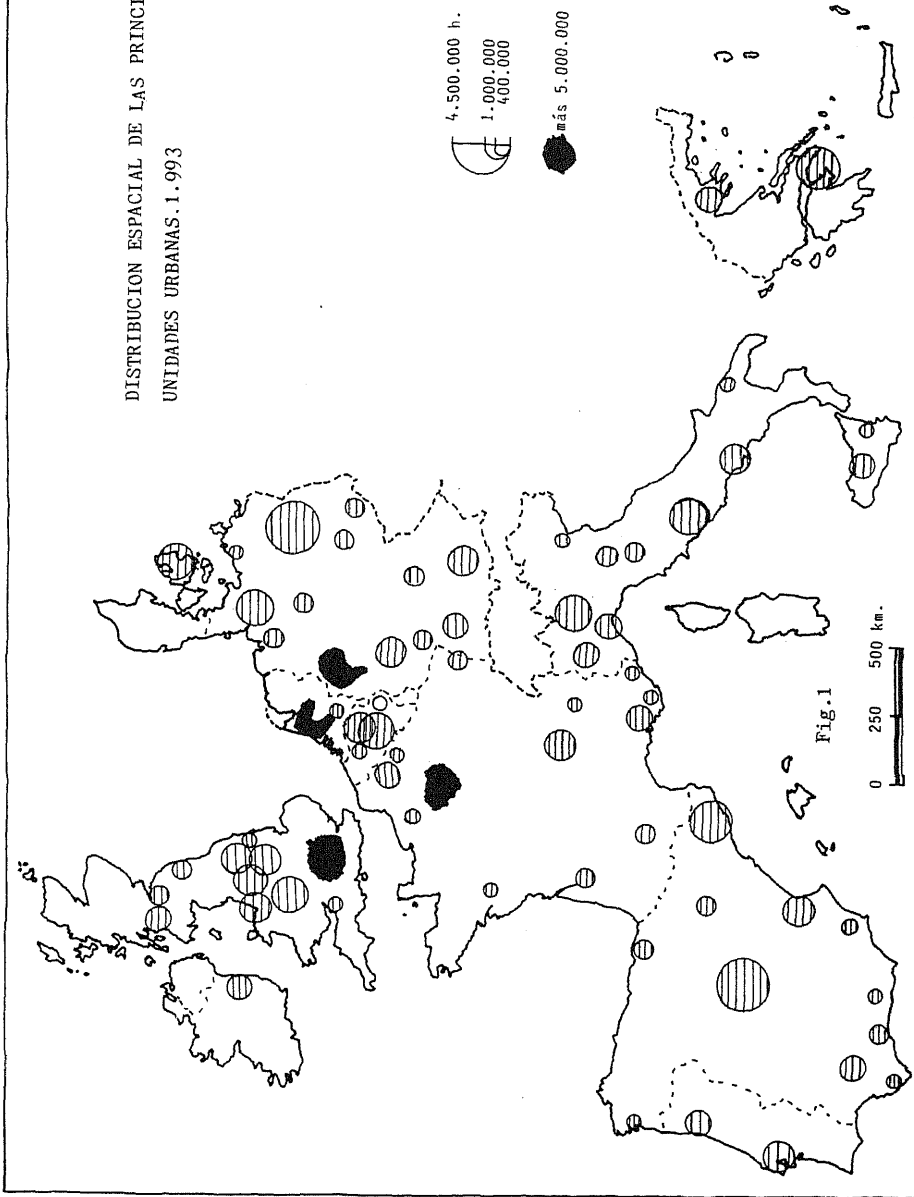 DISTRIBUCION ESPACIAL DE LAS PRINCI
UNIDADES URBANAS.1.993
4.500.000 h.
1.000.000
400.000
más 5.000.000
Fig.1
0 250 500 km.